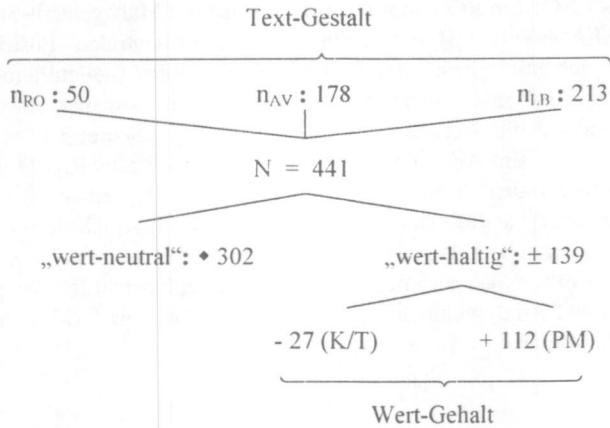 Text-Gestalt
n_RO : 50 n_AV : 178 n_LB : 213
N = 441
„wert-neutral“: ◆ 302 „wert-haltig“: ± 139
- 27 (K/T) + 112 (PM)
Wert-Gehalt